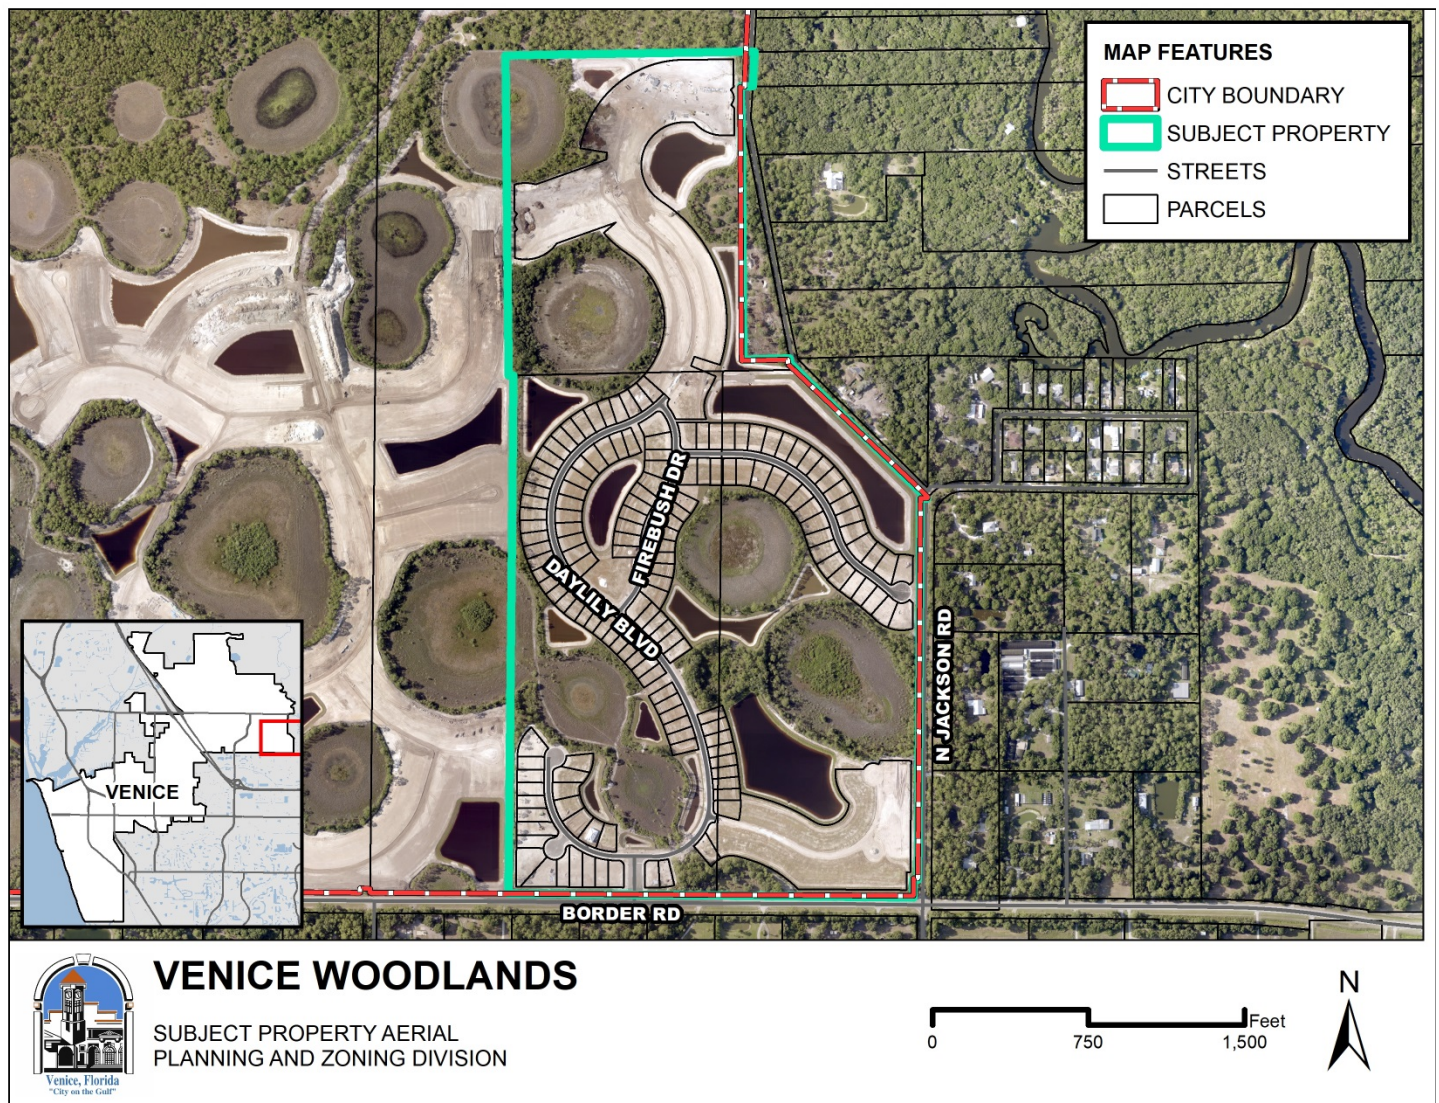 MAP FEATURES
CITY BOUNDARY
SUBJECT PROPERTY
STREETS
PARCELS
FIREBUSH DR
DAYLILY BLVD
N JACKSON RD
BORDER RD
VENICE
VENICE WOODLANDS
SUBJECT PROPERTY AERIAL
PLANNING AND ZONING DIVISION
Venice, Florida
"City on the Gulf"
Feet
0 750 1,500
N